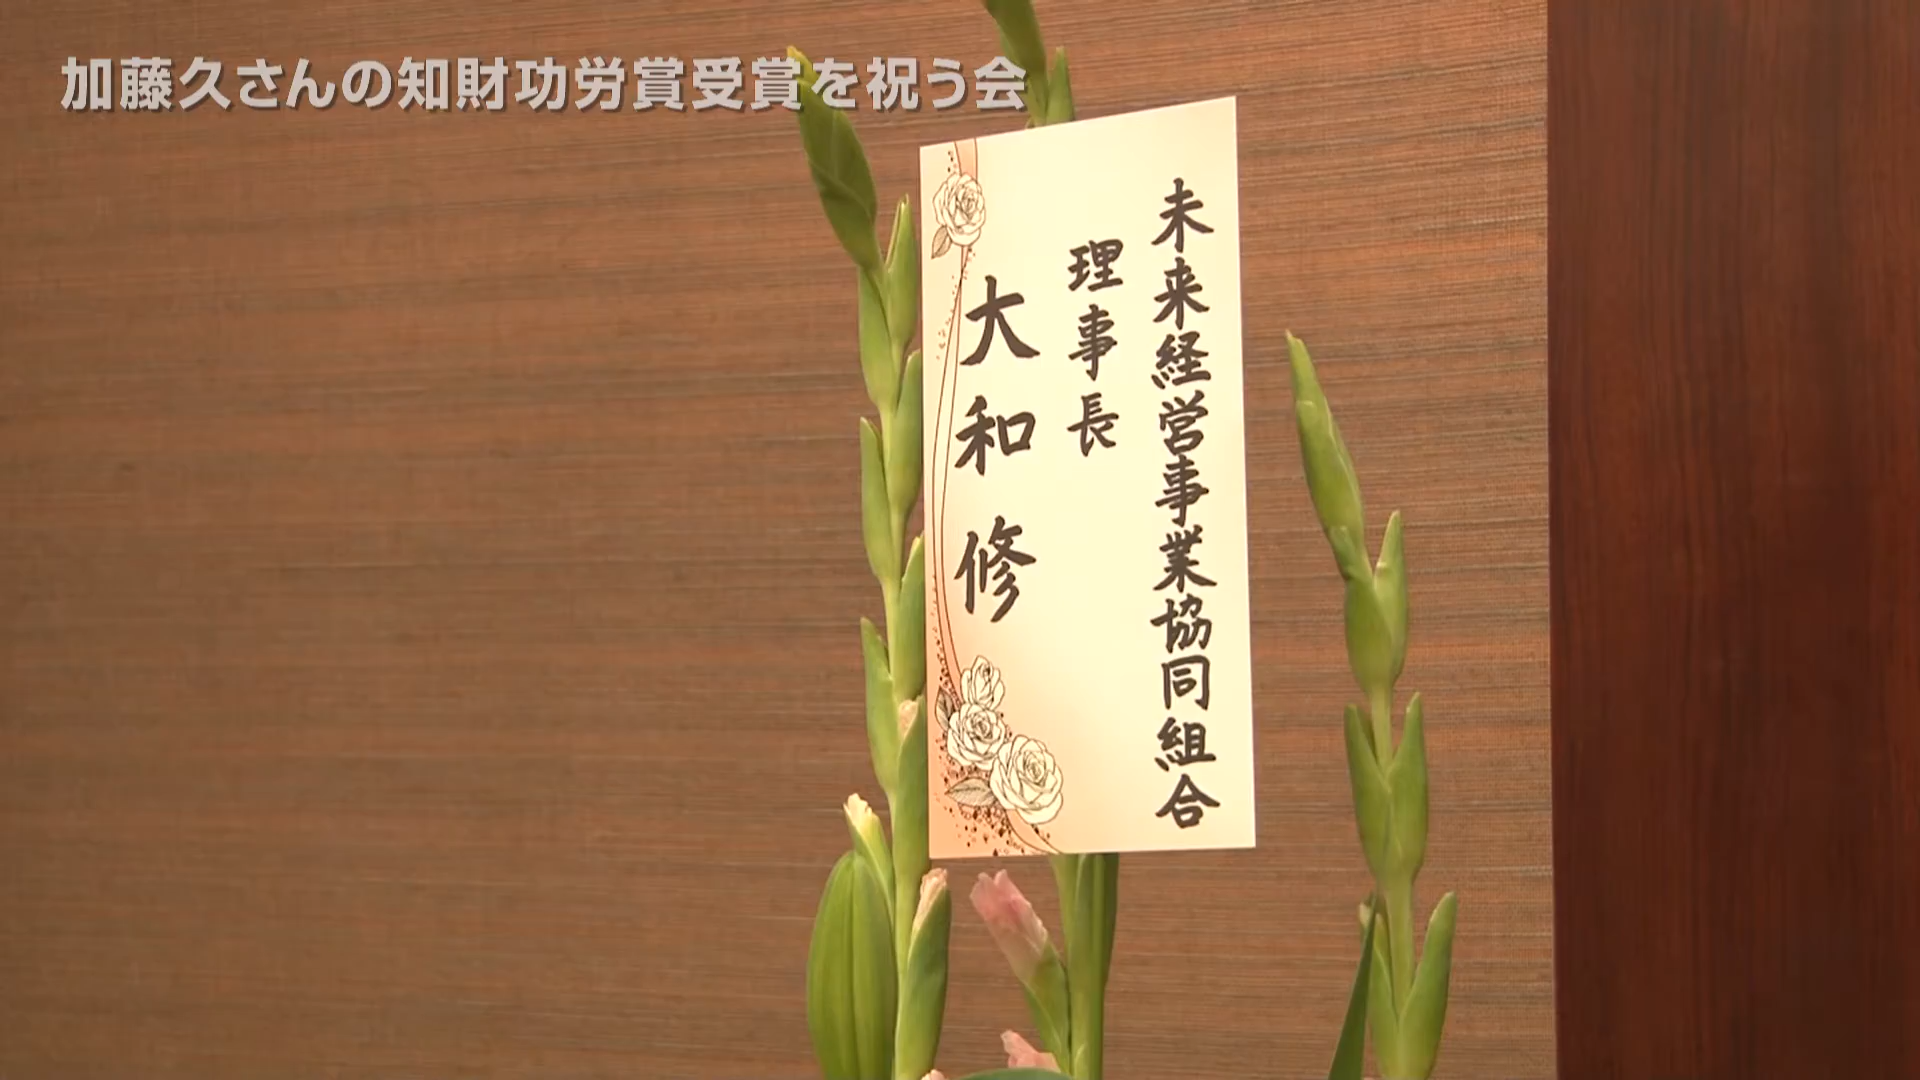 加藤久さんの知財功労賞受賞を祝う会
未来経営事業協同組合
理事長
大和修